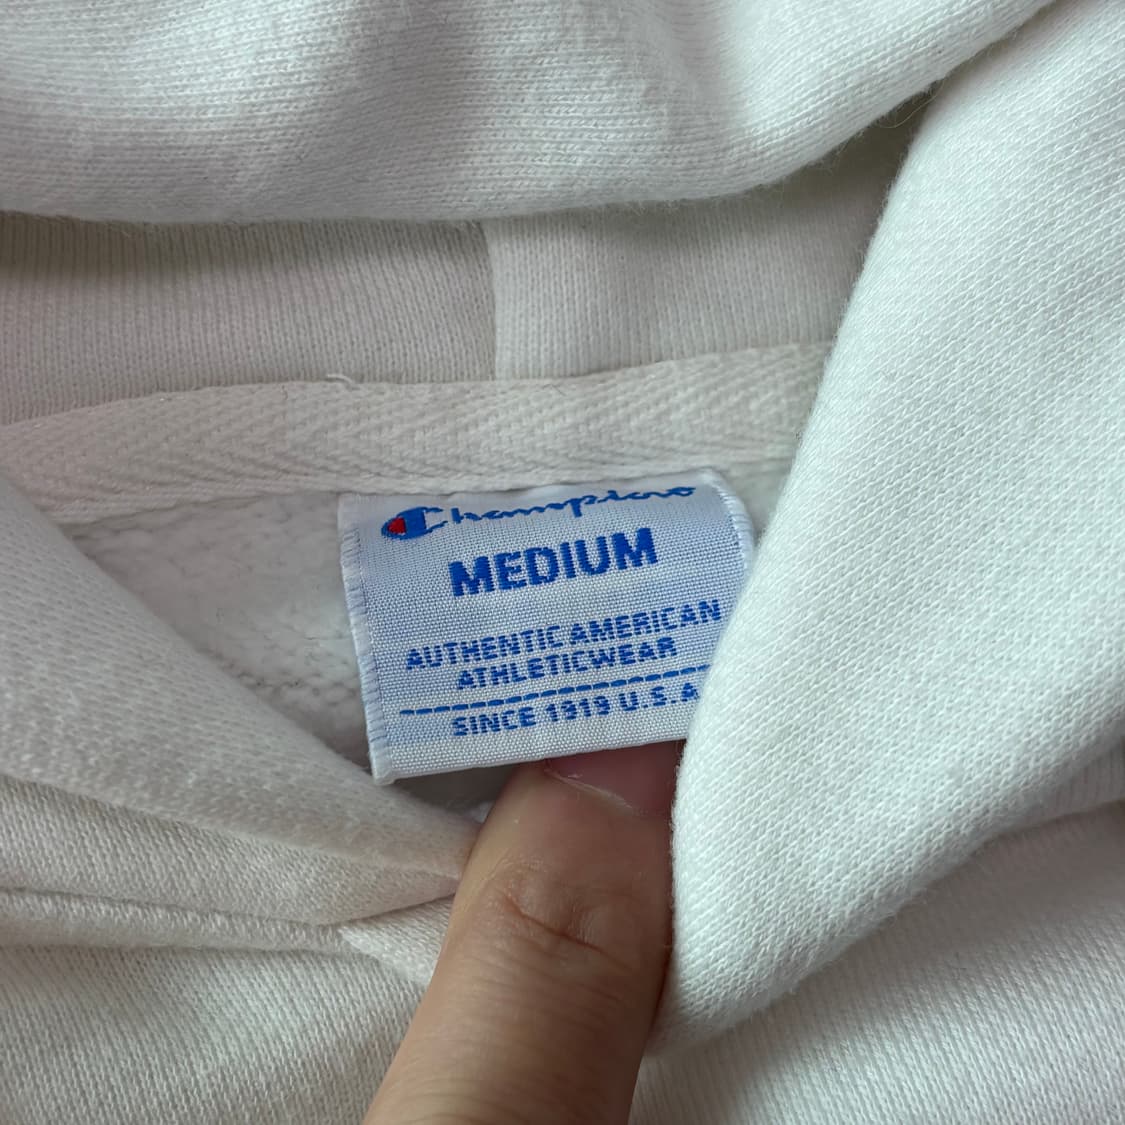 Champion
MEDIUM
AUTHENTIC AMERICAN
ATHLETICWEAR
SINCE 1919 U.S.A